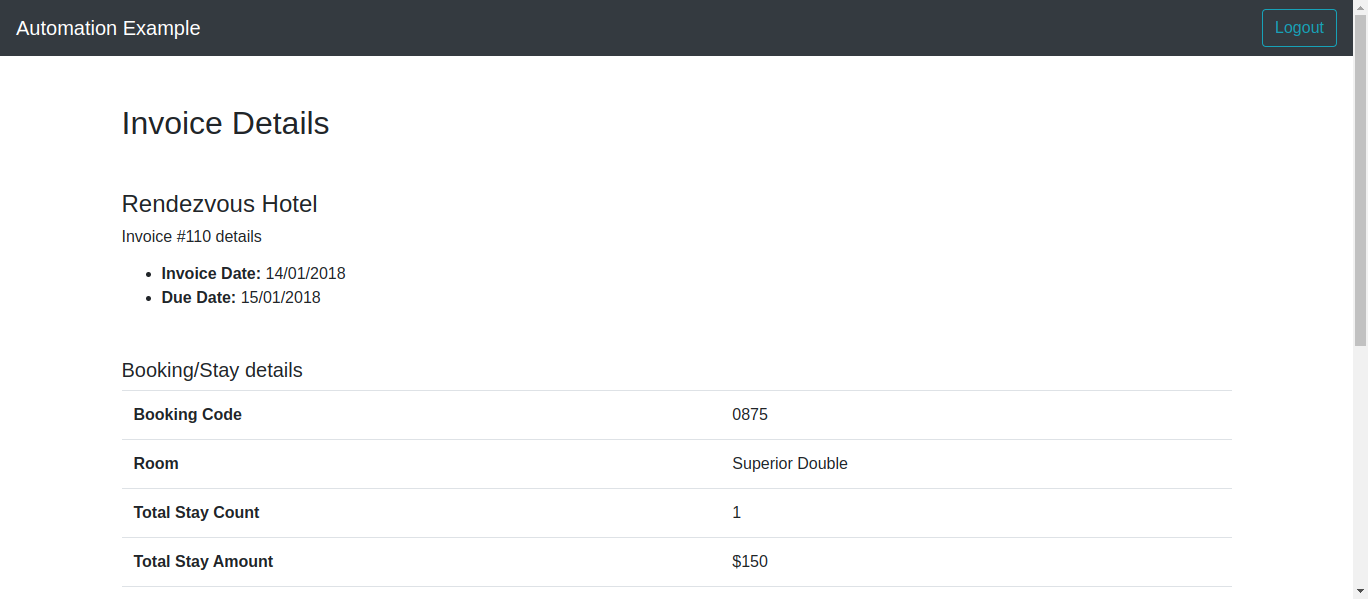 Automation Example
Logout
Invoice Details
Rendezvous Hotel
Invoice #110 details
Invoice Date: 14/01/2018
Due Date: 15/01/2018
Booking/Stay details
Booking Code 0875
Room Superior Double
Total Stay Count 1
Total Stay Amount $150